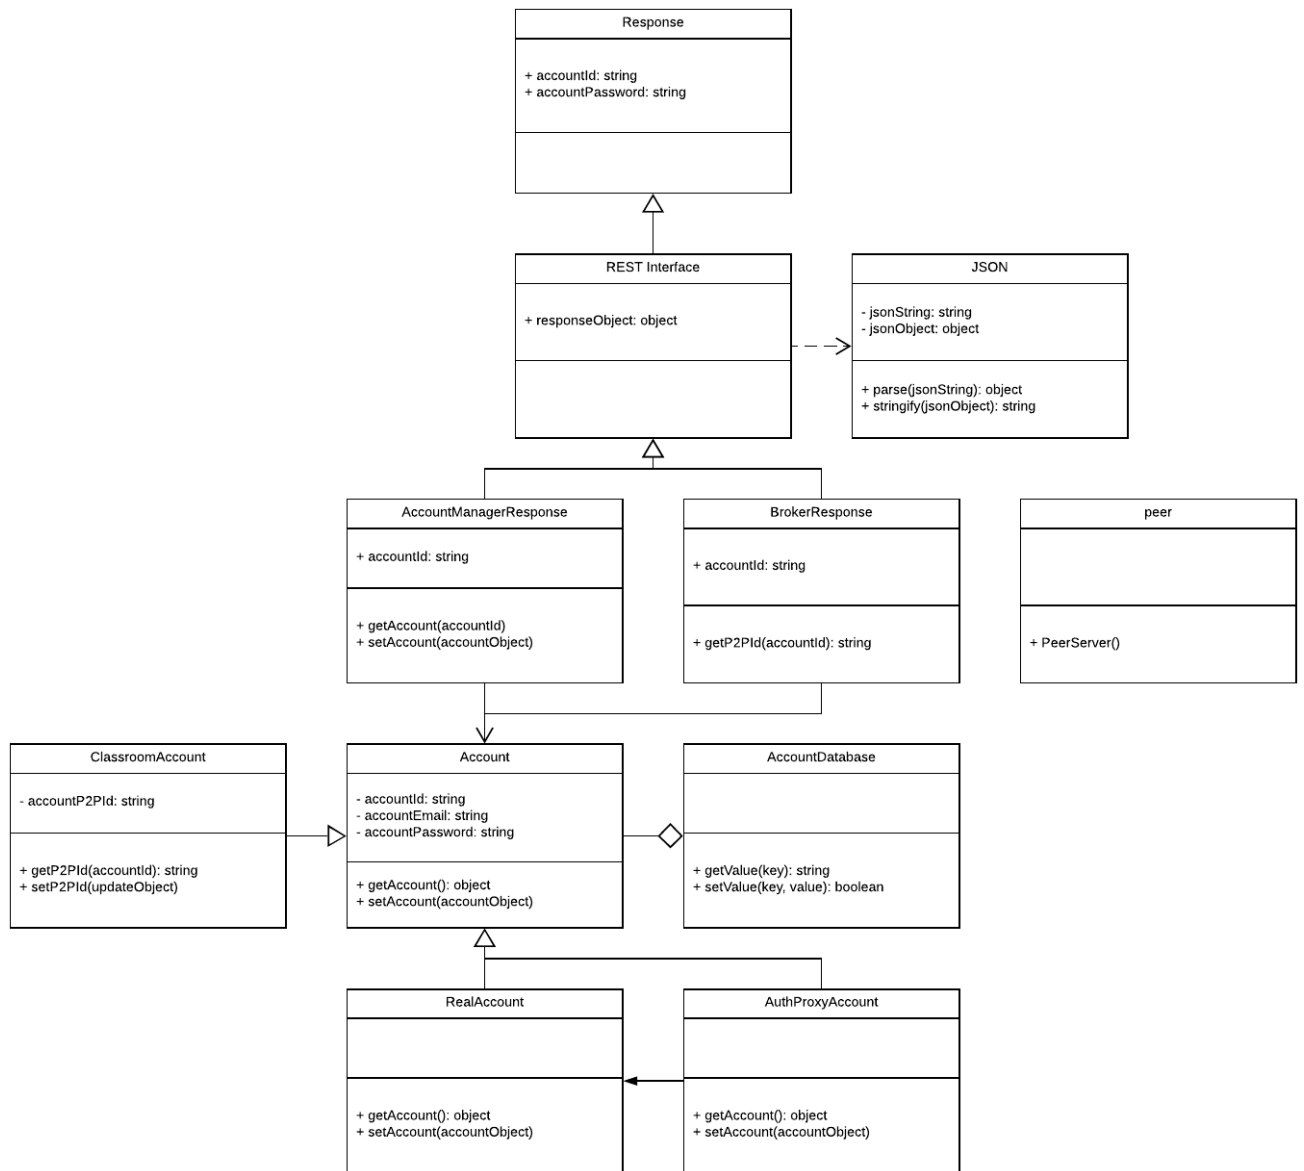 Response
+ accountId: string
+ accountPassword: string
REST Interface
+ responseObject: object
JSON
- jsonString: string
- jsonObject: object
+ parse(jsonString): object
+ stringify(jsonObject): string
AccountManagerResponse
+ accountId: string
+ getAccount(accountId)
+ setAccount(accountObject)
BrokerResponse
+ accountId: string
+ getP2PId(accountId): string
peer
+ PeerServer()
ClassroomAccount
- accountP2PId: string
+ getP2PId(accountId): string
+ setP2PId(updateObject)
Account
- accountId: string
- accountEmail: string
- accountPassword: string
+ getAccount(): object
+ setAccount(accountObject)
AccountDatabase
+ getValue(key): string
+ setValue(key, value): boolean
RealAccount
+ getAccount(): object
+ setAccount(accountObject)
AuthProxyAccount
+ getAccount(): object
+ setAccount(accountObject)